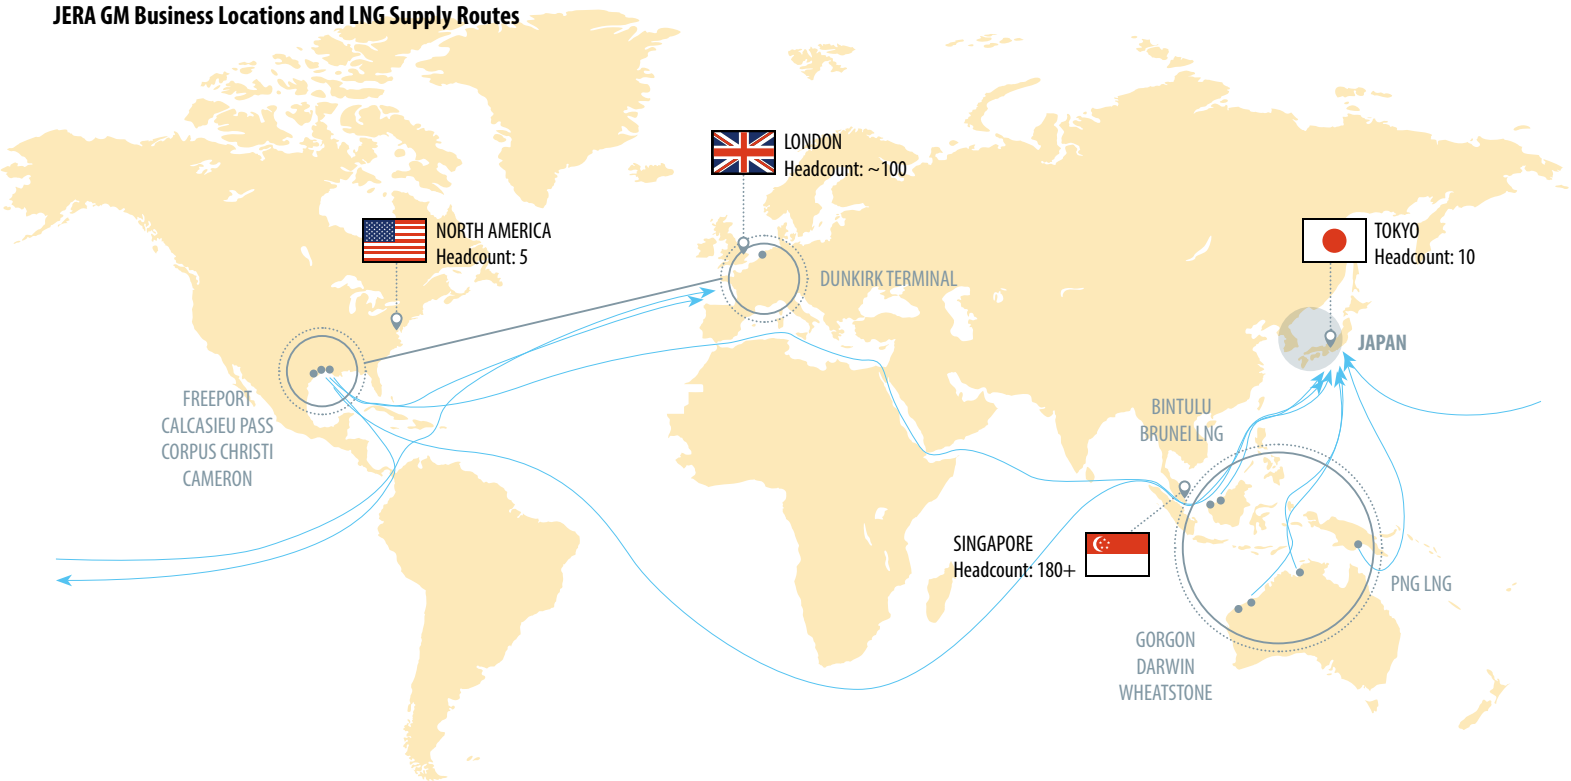 JERA GM Business Locations and LNG Supply Routes
LONDON
Headcount: ~100
NORTH AMERICA
Headcount: 5
TOKYO
Headcount: 10
DUNKIRK TERMINAL
JAPAN
FREEPORT
CALCASIEU PASS
CORPUS CHRISTI
CAMERON
BINTULU
BRUNEI LNG
SINGAPORE
Headcount: 180+
PNG LNG
GORGON
DARWIN
WHEATSTONE